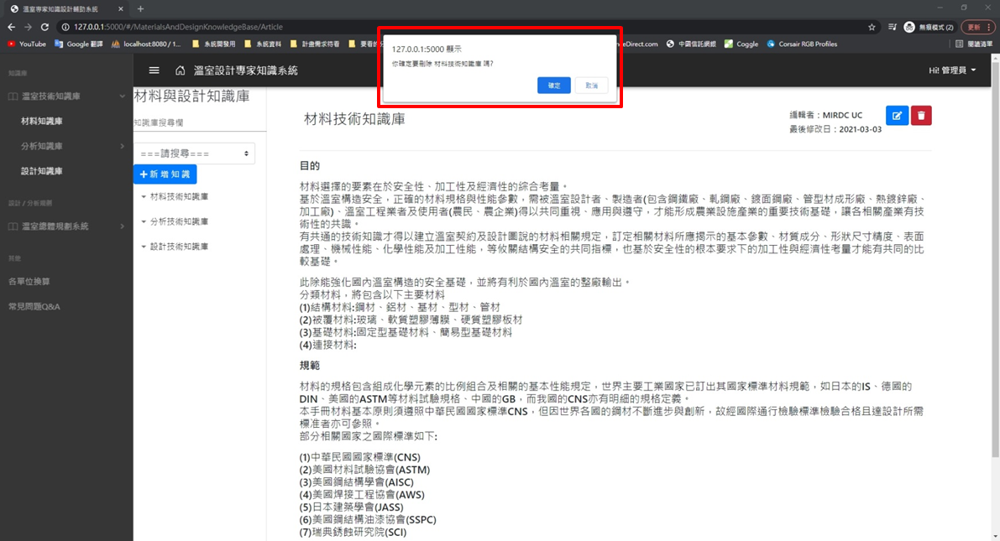 溫室專家知識設計輔助系統
127.0.0.1:5000/#/MaterialsAndDesignKnowledgeBase/Article
無痕模式 (2)
更新
YouTube
Google 翻譯
localhost:8080 / 1...
系統開發用
系統資料
計畫需求待看
要看的
eDirect.com
中霸信託網銀
Coggle
Corsair RGB Profiles
閱讀清單
127.0.0.1:5000 顯示
你確定要刪除 材料技術知識庫 嗎?
確定
取消
溫室設計專家知識系統
Hi! 管理員
知識庫
溫室技術知識庫
材料知識庫
分析知識庫
設計知識庫
溫室總體規劃系統
其他
各單位換算
常見問題Q&A
材料與設計知識庫
知識庫搜尋欄
===請搜尋===
+新增知識
材料技術知識庫
分析技術知識庫
設計技術知識庫
材料技術知識庫
編輯者：MIRDC UC
最後修改日：2021-03-03
目的
材料選擇的要素在於安全性、加工性及經濟性的綜合考量。
基於溫室構造安全，正確的材料規格與性能參數，需被溫室設計者、製造者(包含鋼鐵廠、軋鋼廠、鍍面鋼廠、管型材成形廠、熱鍍鋅廠、
加工廠)、溫室工程業者及使用者(農民、農企業)得以共同重視、應用與遵守，才能形成農業設施產業的重要技術基礎，讓各相關產業有技
術性的共識。
有共通的技術知識才得以建立溫室契約及設計圖說的材料相關規定，訂定相關材料所應揭示的基本參數、材質成分、形狀尺寸精度、表面
處理、機械性能、化學性能及加工性能，等攸關結構安全的共同指標，也基於安全性的根本要求下的加工性與經濟性考量才能有共同的比
較基礎。
此除能強化國內溫室構造的安全基礎，並將有利於國內溫室的整廠輸出。
分類材料，將包含以下主要材料
(1)結構材料:鋼材、鋁材、基材、型材、管材
(2)被覆材料:玻璃、軟質塑膠薄膜、硬質塑膠板材
(3)基礎材料:固定型基礎材料、簡易型基礎材料
(4)連接材料:
規範
材料的規格包含組成化學元素的比例組合及相關的基本性能規定，世界主要工業國家已訂出其國家標準材料規範，如日本的JIS、德國的
DIN、美國的ASTM等材料試驗規格、中國的GB，而我國的CNS亦有明細的規格定義。
本手冊材料基本原則須遵照中華民國國家標準CNS，但因世界各國的鋼材不斷進步與創新，故經國際通行檢驗標準檢驗合格且達設計所需
標準者亦可參照。
部分相關國家之國際標準如下:
(1)中華民國國家標準(CNS)
(2)美國材料試驗協會(ASTM)
(3)美國鋼結構學會(AISC)
(4)美國焊接工程協會(AWS)
(5)日本建築學會(JASS)
(6)美國鋼結構油漆協會(SSPC)
(7)瑞典銹蝕研究院(SCI)